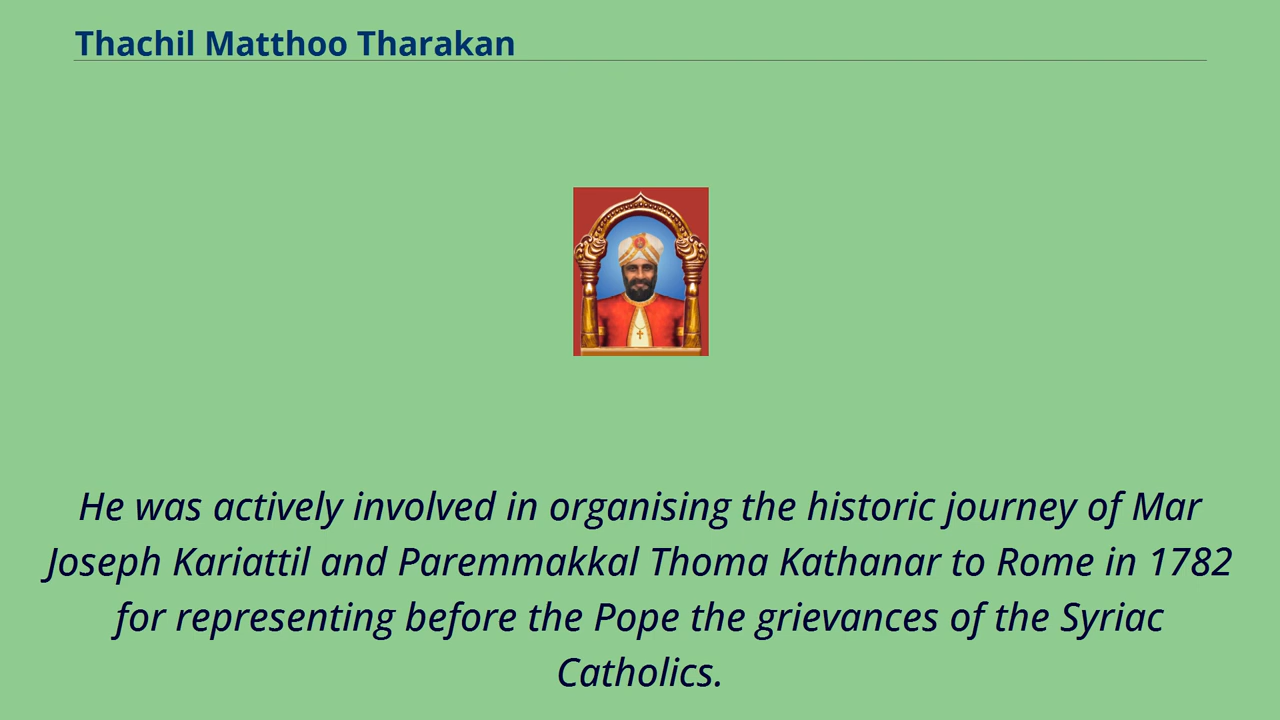 Thachil Matthoo Tharakan
He was actively involved in organising the historic journey of Mar
Joseph Kariattil and Paremmakkal Thoma Kathanar to Rome in 1782
for representing before the Pope the grievances of the Syriac
Catholics.